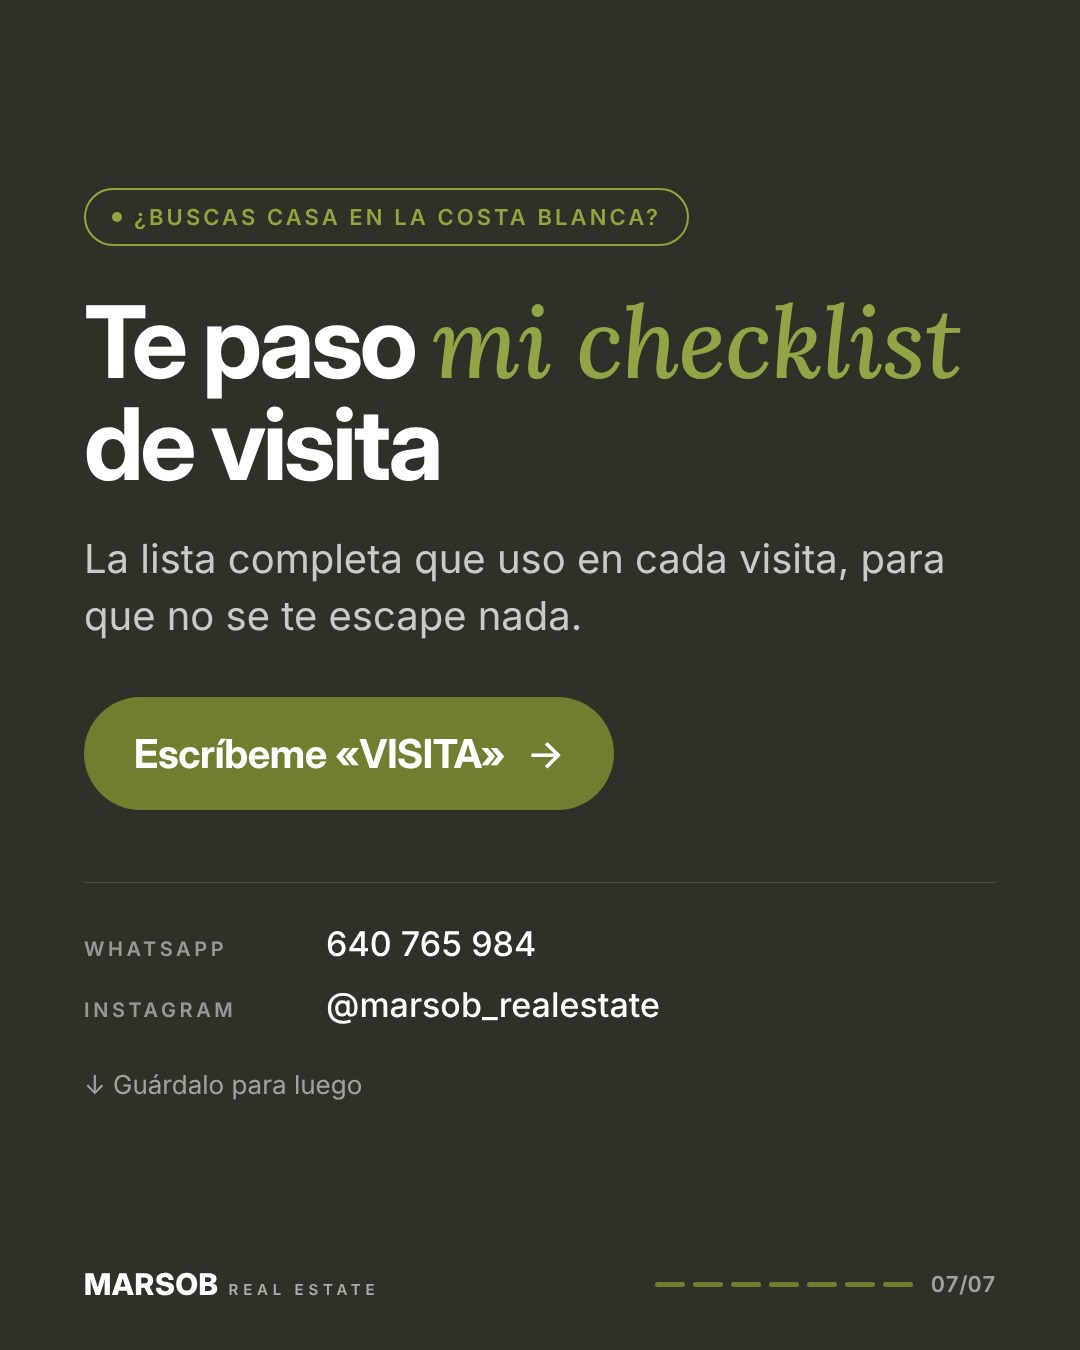 ¿BUSCAS CASA EN LA COSTA BLANCA?
Te paso mi checklist
de visita
La lista completa que uso en cada visita, para
que no se te escape nada.
Escríbeme «VISITA» →
WHATSAPP 640 765 984
INSTAGRAM @marsob_realestate
↓ Guárdalo para luego
MARSOB REAL ESTATE 07/07